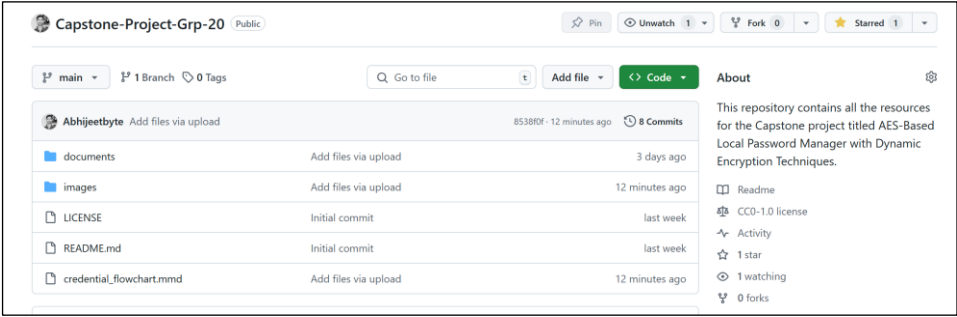 Capstone-Project-Grp-20 Public Pin Unwatch 1 Fork 0 Starred 1
main 1 Branch 0 Tags Go to file t Add file Code
Abhijeetbyte Add files via upload 8538f0f · 12 minutes ago 8 Commits
documents Add files via upload 3 days ago
images Add files via upload 12 minutes ago
LICENSE Initial commit last week
README.md Initial commit last week
credential_flowchart.mmd Add files via upload 12 minutes ago
About
This repository contains all the resources
for the Capstone project titled AES-Based
Local Password Manager with Dynamic
Encryption Techniques.
Readme
CC0-1.0 license
Activity
1 star
1 watching
0 forks